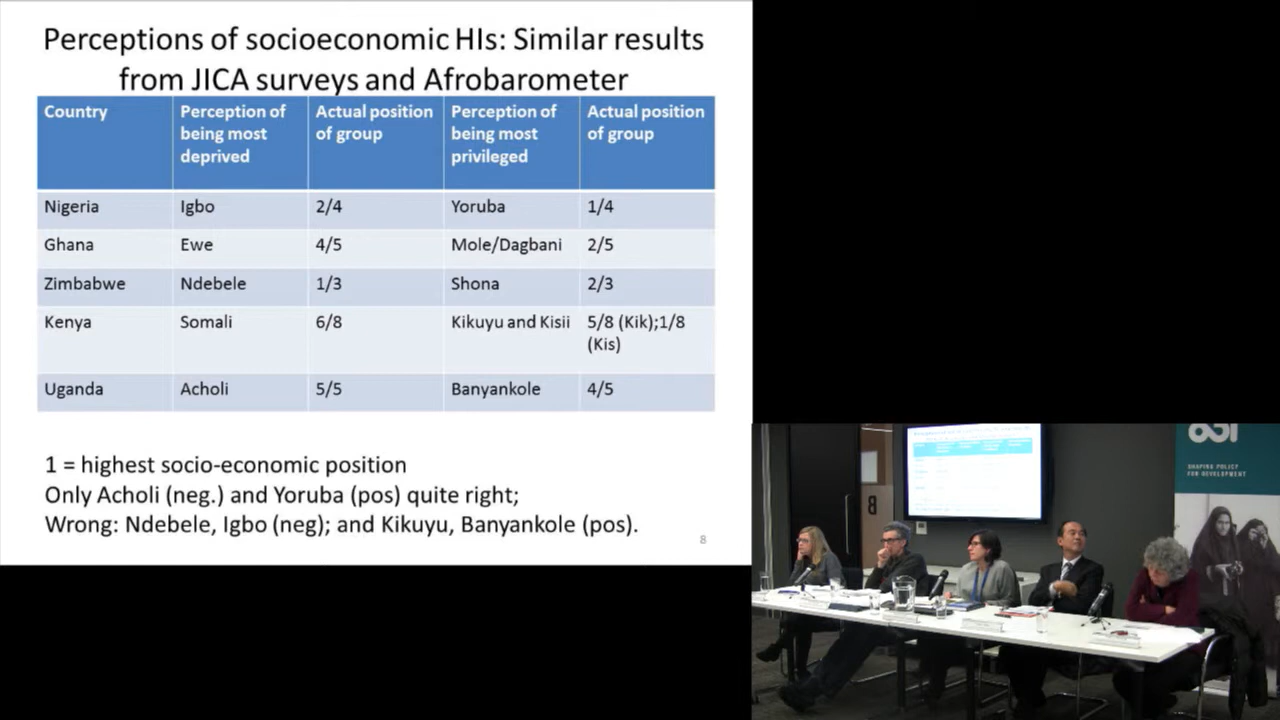 Perceptions of socioeconomic HIs: Similar results
from JICA surveys and Afrobarometer
Country Perception of being most deprived Actual position of group Perception of being most privileged Actual position of group
Nigeria Igbo 2/4 Yoruba 1/4
Ghana Ewe 4/5 Mole/Dagbani 2/5
Zimbabwe Ndebele 1/3 Shona 2/3
Kenya Somali 6/8 Kikuyu and Kisii 5/8 (Kik);1/8 (Kis)
Uganda Acholi 5/5 Banyankole 4/5
1 = highest socio-economic position
Only Acholi (neg.) and Yoruba (pos) quite right;
Wrong: Ndebele, Igbo (neg); and Kikuyu, Banyankole (pos).
8
8
SHAPING POLICY
FOR DEVELOPMENT